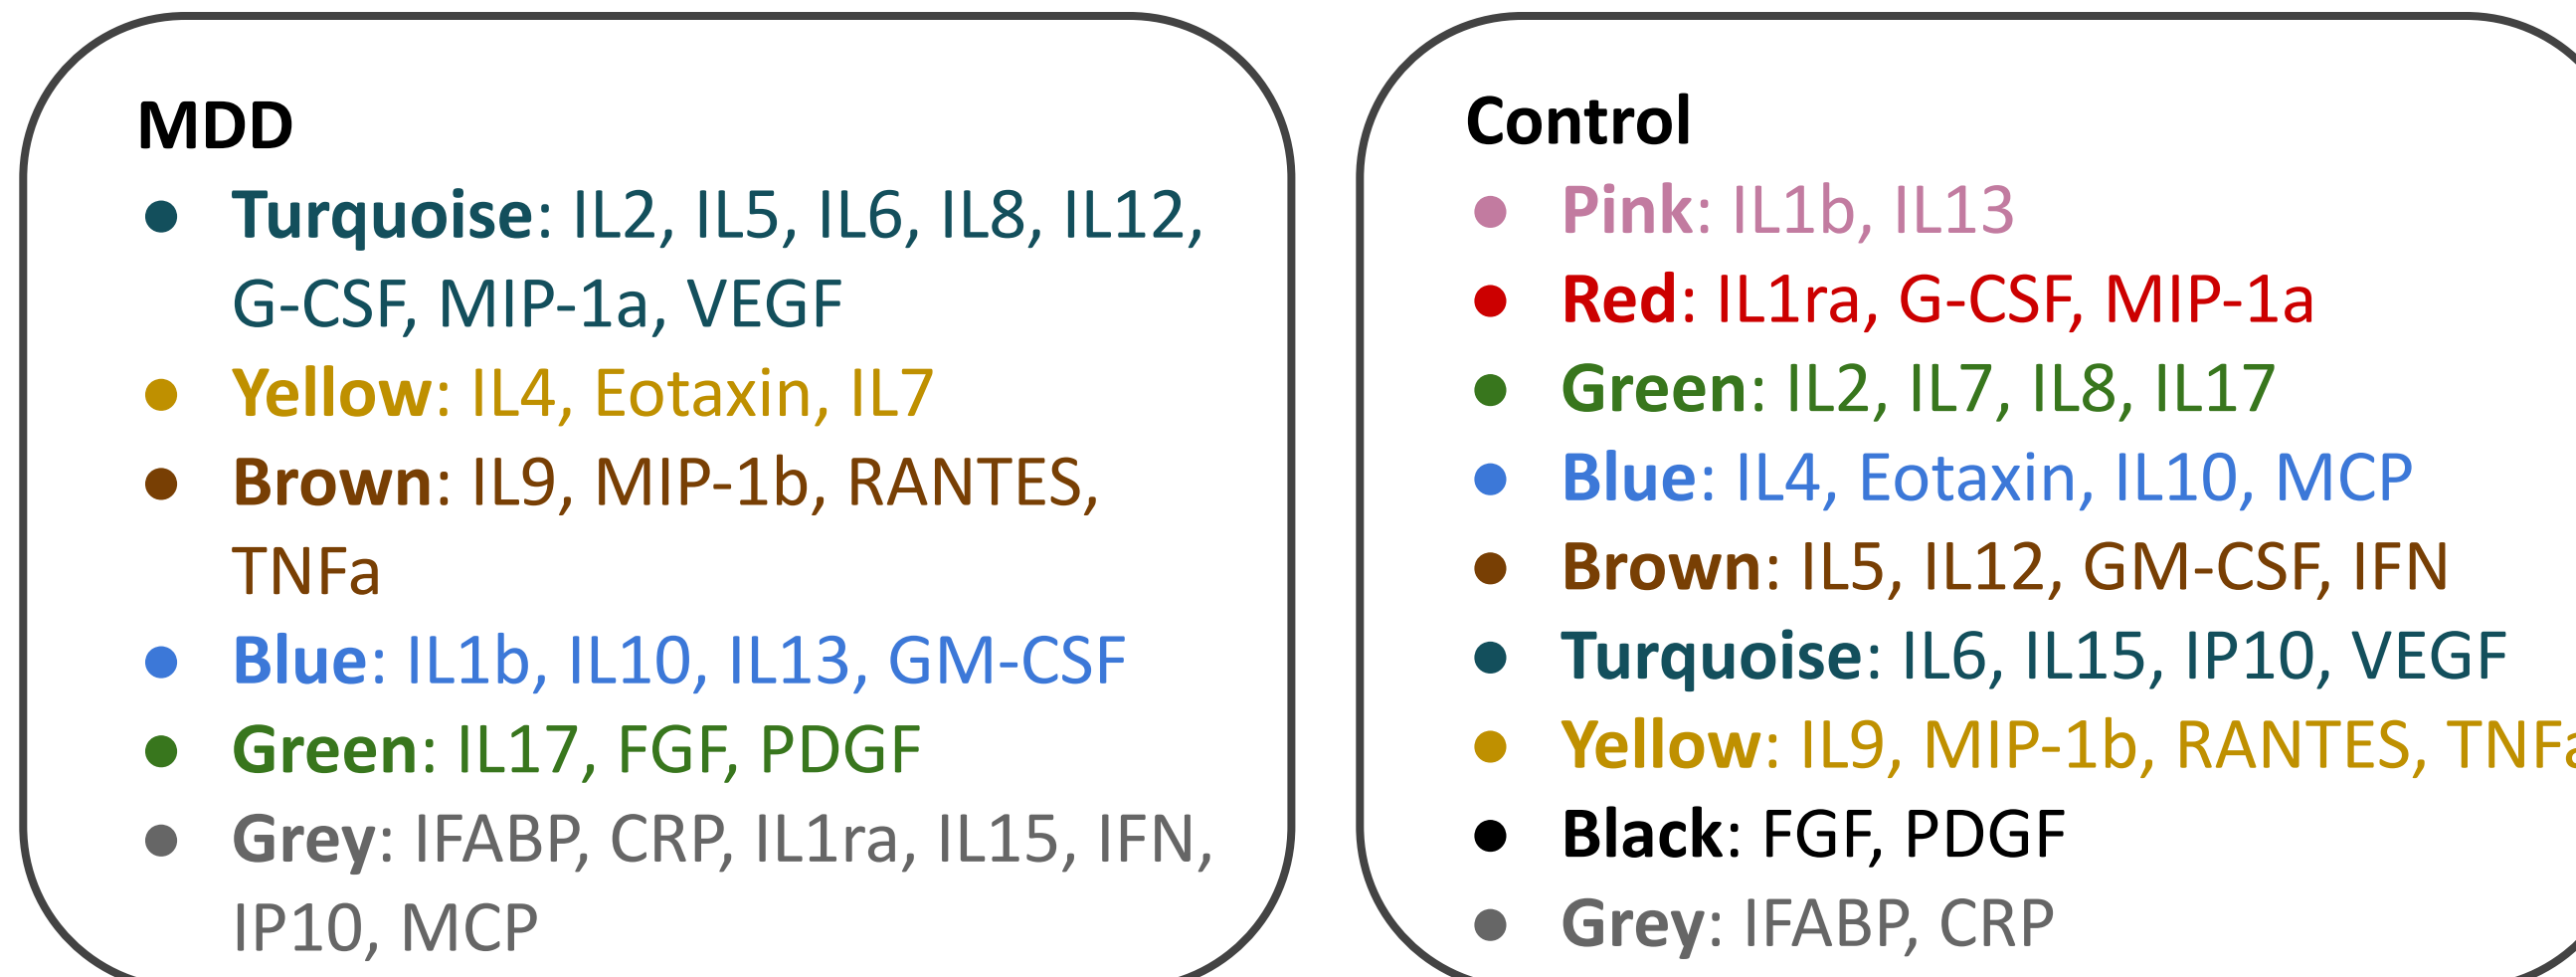 MDD
● Turquoise: IL2, IL5, IL6, IL8, IL12,
G-CSF, MIP-1a, VEGF
● Yellow: IL4, Eotaxin, IL7
● Brown: IL9, MIP-1b, RANTES,
TNFa
● Blue: IL1b, IL10, IL13, GM-CSF
● Green: IL17, FGF, PDGF
● Grey: IFABP, CRP, IL1ra, IL15, IFN,
IP10, MCP
Control
● Pink: IL1b, IL13
● Red: IL1ra, G-CSF, MIP-1a
● Green: IL2, IL7, IL8, IL17
● Blue: IL4, Eotaxin, IL10, MCP
● Brown: IL5, IL12, GM-CSF, IFN
● Turquoise: IL6, IL15, IP10, VEGF
● Yellow: IL9, MIP-1b, RANTES, TNFa
● Black: FGF, PDGF
● Grey: IFABP, CRP